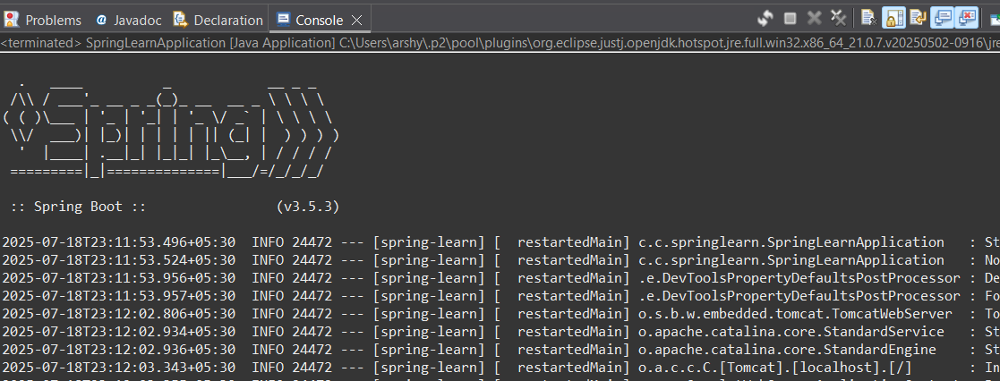 Problems @ Javadoc Declaration Console
<terminated> SpringLearnApplication [Java Application] C:\Users\arshy\.p2\pool\plugins\org.eclipse.justj.openjdk.hotspot.jre.full.win32.x86_64_21.0.7.v20250502-0916\jre
  .   ____          _            __ _ _
 /\\ / ___'_ __ _ _(_)_ __  __ _ \ \ \ \
( ( )\___ | '_ | '_| | '_ \/ _` | \ \ \ \
 \\/  ___)| |_)| | | | | || (_| |  ) ) ) )
  '  |____| .__|_| |_|_| |_\__, | / / / /
 =========|_|==============|___/=/_/_/_/
 :: Spring Boot ::                (v3.5.3)
2025-07-18T23:11:53.496+05:30  INFO 24472 --- [spring-learn] [  restartedMain] c.c.springlearn.SpringLearnApplication   : St
2025-07-18T23:11:53.524+05:30  INFO 24472 --- [spring-learn] [  restartedMain] c.c.springlearn.SpringLearnApplication   : No
2025-07-18T23:11:53.956+05:30  INFO 24472 --- [spring-learn] [  restartedMain] .e.DevToolsPropertyDefaultsPostProcessor : De
2025-07-18T23:11:53.957+05:30  INFO 24472 --- [spring-learn] [  restartedMain] .e.DevToolsPropertyDefaultsPostProcessor : Fo
2025-07-18T23:12:02.806+05:30  INFO 24472 --- [spring-learn] [  restartedMain] o.s.b.w.embedded.tomcat.TomcatWebServer  : To
2025-07-18T23:12:02.934+05:30  INFO 24472 --- [spring-learn] [  restartedMain] o.apache.catalina.core.StandardService   : St
2025-07-18T23:12:02.936+05:30  INFO 24472 --- [spring-learn] [  restartedMain] o.apache.catalina.core.StandardEngine    : St
2025-07-18T23:12:03.343+05:30  INFO 24472 --- [spring-learn] [  restartedMain] o.a.c.c.C.[Tomcat].[localhost].[/]       : In